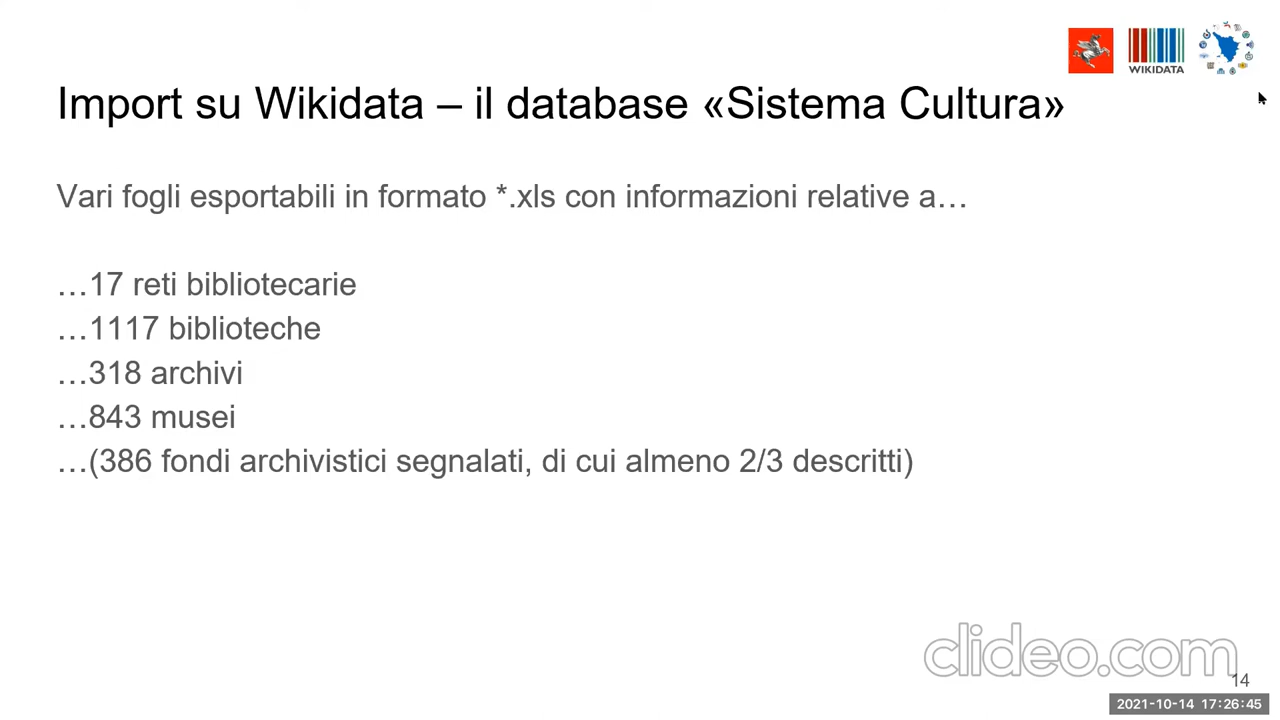 WIKIDATA
Import su Wikidata – il database «Sistema Cultura»
Vari fogli esportabili in formato *.xls con informazioni relative a…
…17 reti bibliotecarie
…1117 biblioteche
…318 archivi
…843 musei
…(386 fondi archivistici segnalati, di cui almeno 2/3 descritti)
clideo.com
14
2021-10-14 17:26:45